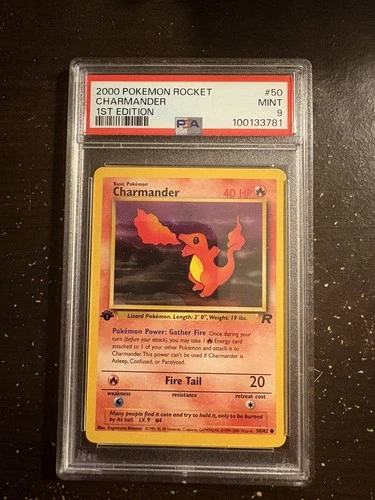 2000 POKEMON ROCKET #50
CHARMANDER MINT
1ST EDITION 9
PSA 100133781
Basic Pokémon
Charmander 40 HP
Lizard Pokémon. Length: 2' 0", Weight: 19 lbs.
Pokémon Power: Gather Fire Once during your
turn (before your attack), you may take 1 Energy card
attached to 1 of your other Pokémon and attach it to
Charmander. This power can't be used if Charmander is
Asleep, Confused, or Paralyzed.
Fire Tail 20
weakness resistance retreat cost
Many people find it cute and try to hold it, only to be burned
by its tail. LV. 9 #4
50/82